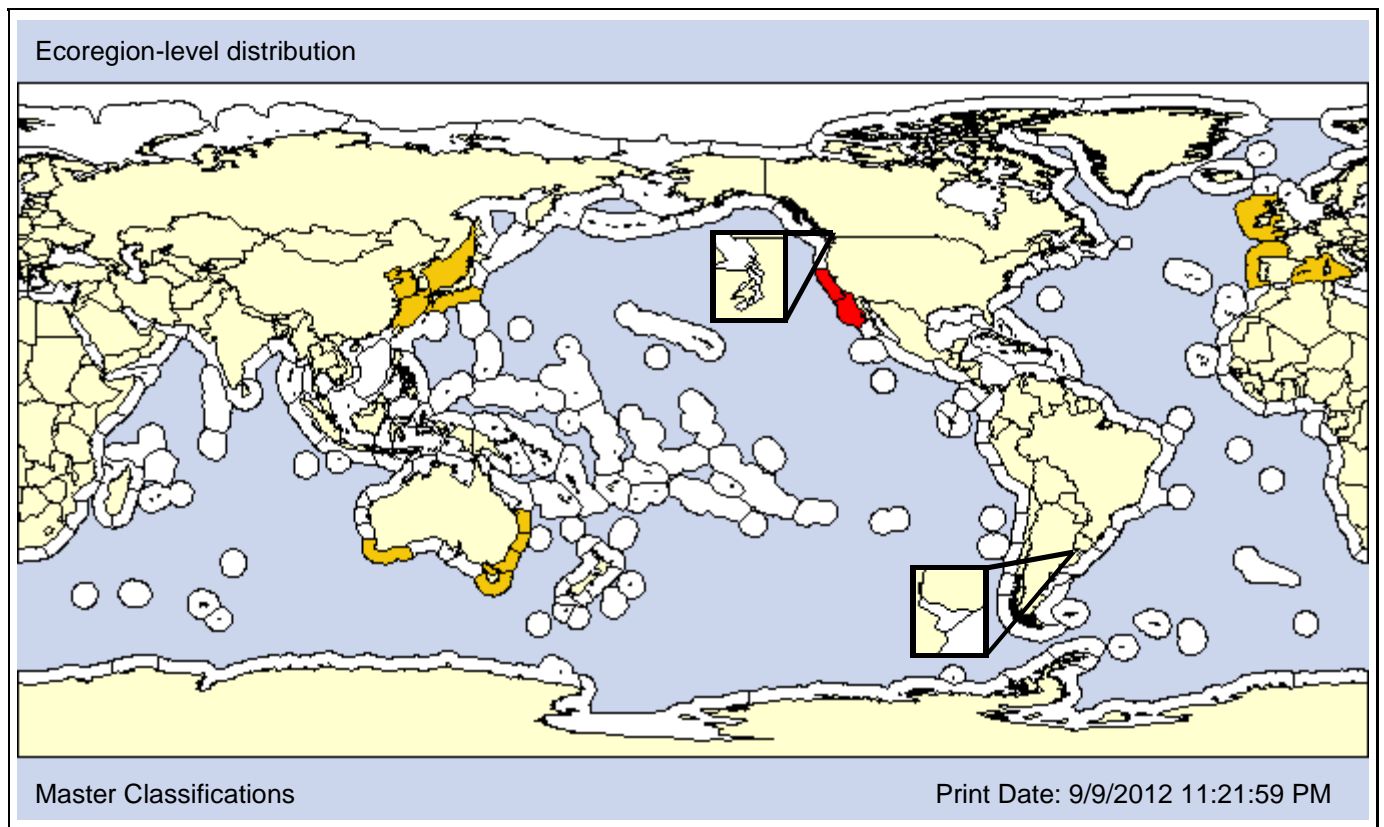 Ecoregion-level distribution
Master Classifications
Print Date: 9/9/2012 11:21:59 PM